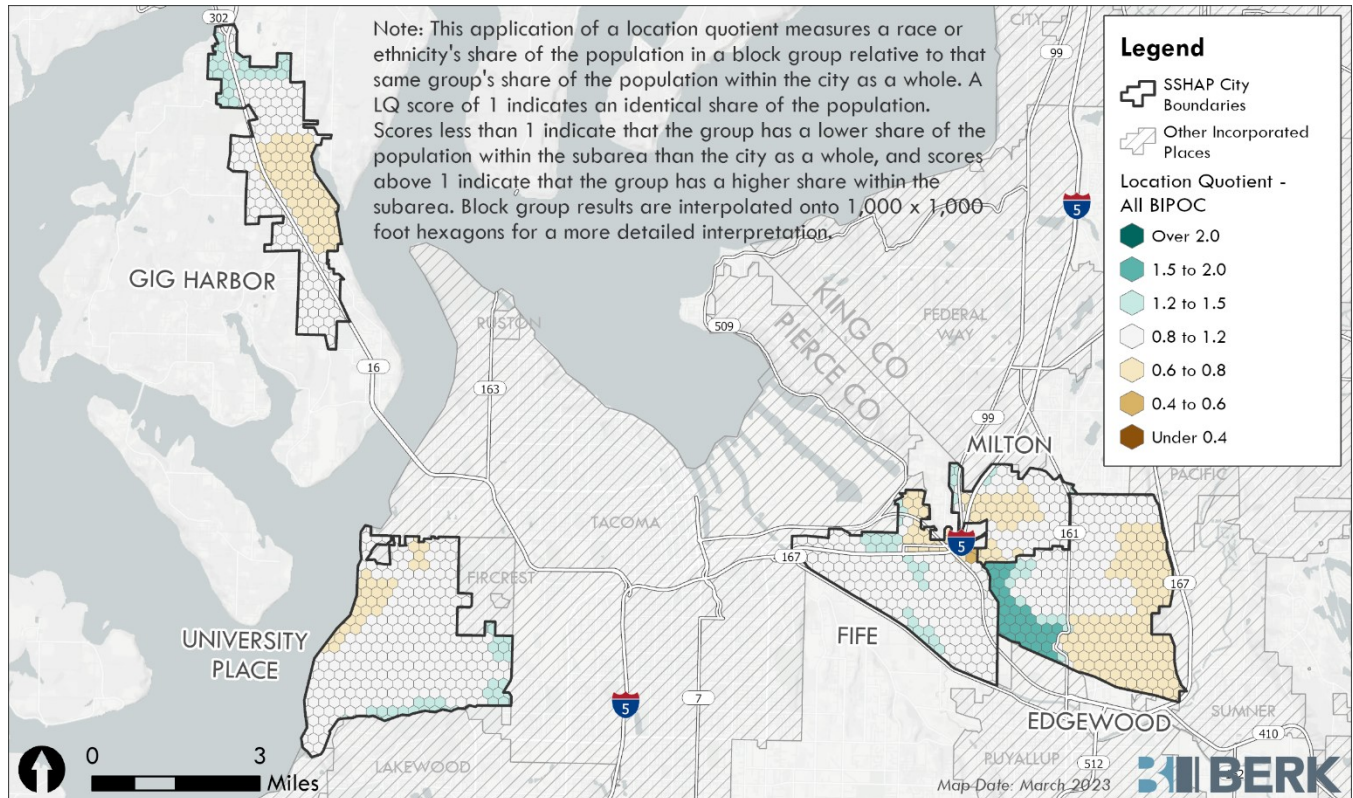 302
Note: This application of a location quotient measures a race or
ethnicity's share of the population in a block group relative to that
same group's share of the population within the city as a whole. A
LQ score of 1 indicates an identical share of the population.
Scores less than 1 indicate that the group has a lower share of the
population within the subarea than the city as a whole, and scores
above 1 indicate that the group has a higher share within the
subarea. Block group results are interpolated onto 1,000 x 1,000
foot hexagons for a more detailed interpretation.
CITY
99
5
Legend
SSHAP City
Boundaries
Other Incorporated
Places
Location Quotient -
All BIPOC
Over 2.0
1.5 to 2.0
1.2 to 1.5
0.8 to 1.2
0.6 to 0.8
0.4 to 0.6
Under 0.4
GIG HARBOR
RUSTON
16
163
509
KING CO
PIERCE CO
FEDERAL
WAY
99
MILTON
PACIFIC
TACOMA
167
5
161
167
FIRCREST
UNIVERSITY
PLACE
FIFE
EDGEWOOD
SUMNER
5
7
410
LAKEWOOD
PUYALLUP
512
0 3
Miles
Map Date: March 2023
BERK